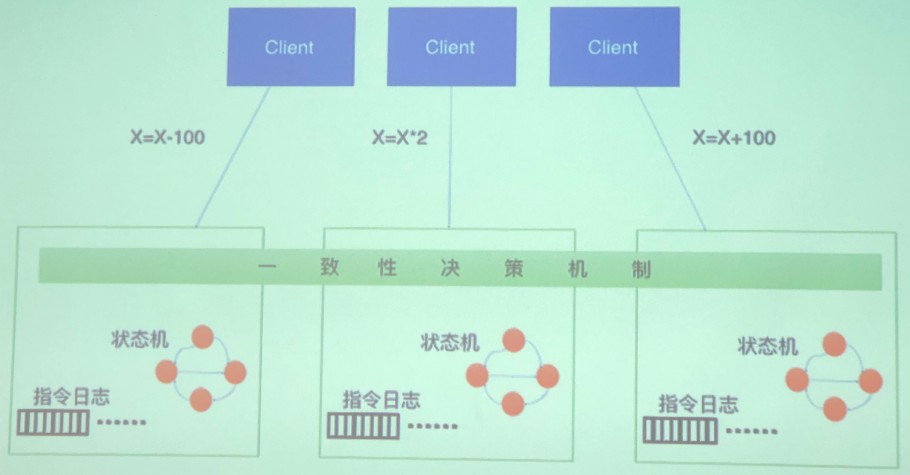 Client Client Client
X=X-100 X=X*2 X=X+100
一致性决策机制
状态机 状态机 状态机
指令日志 指令日志 指令日志